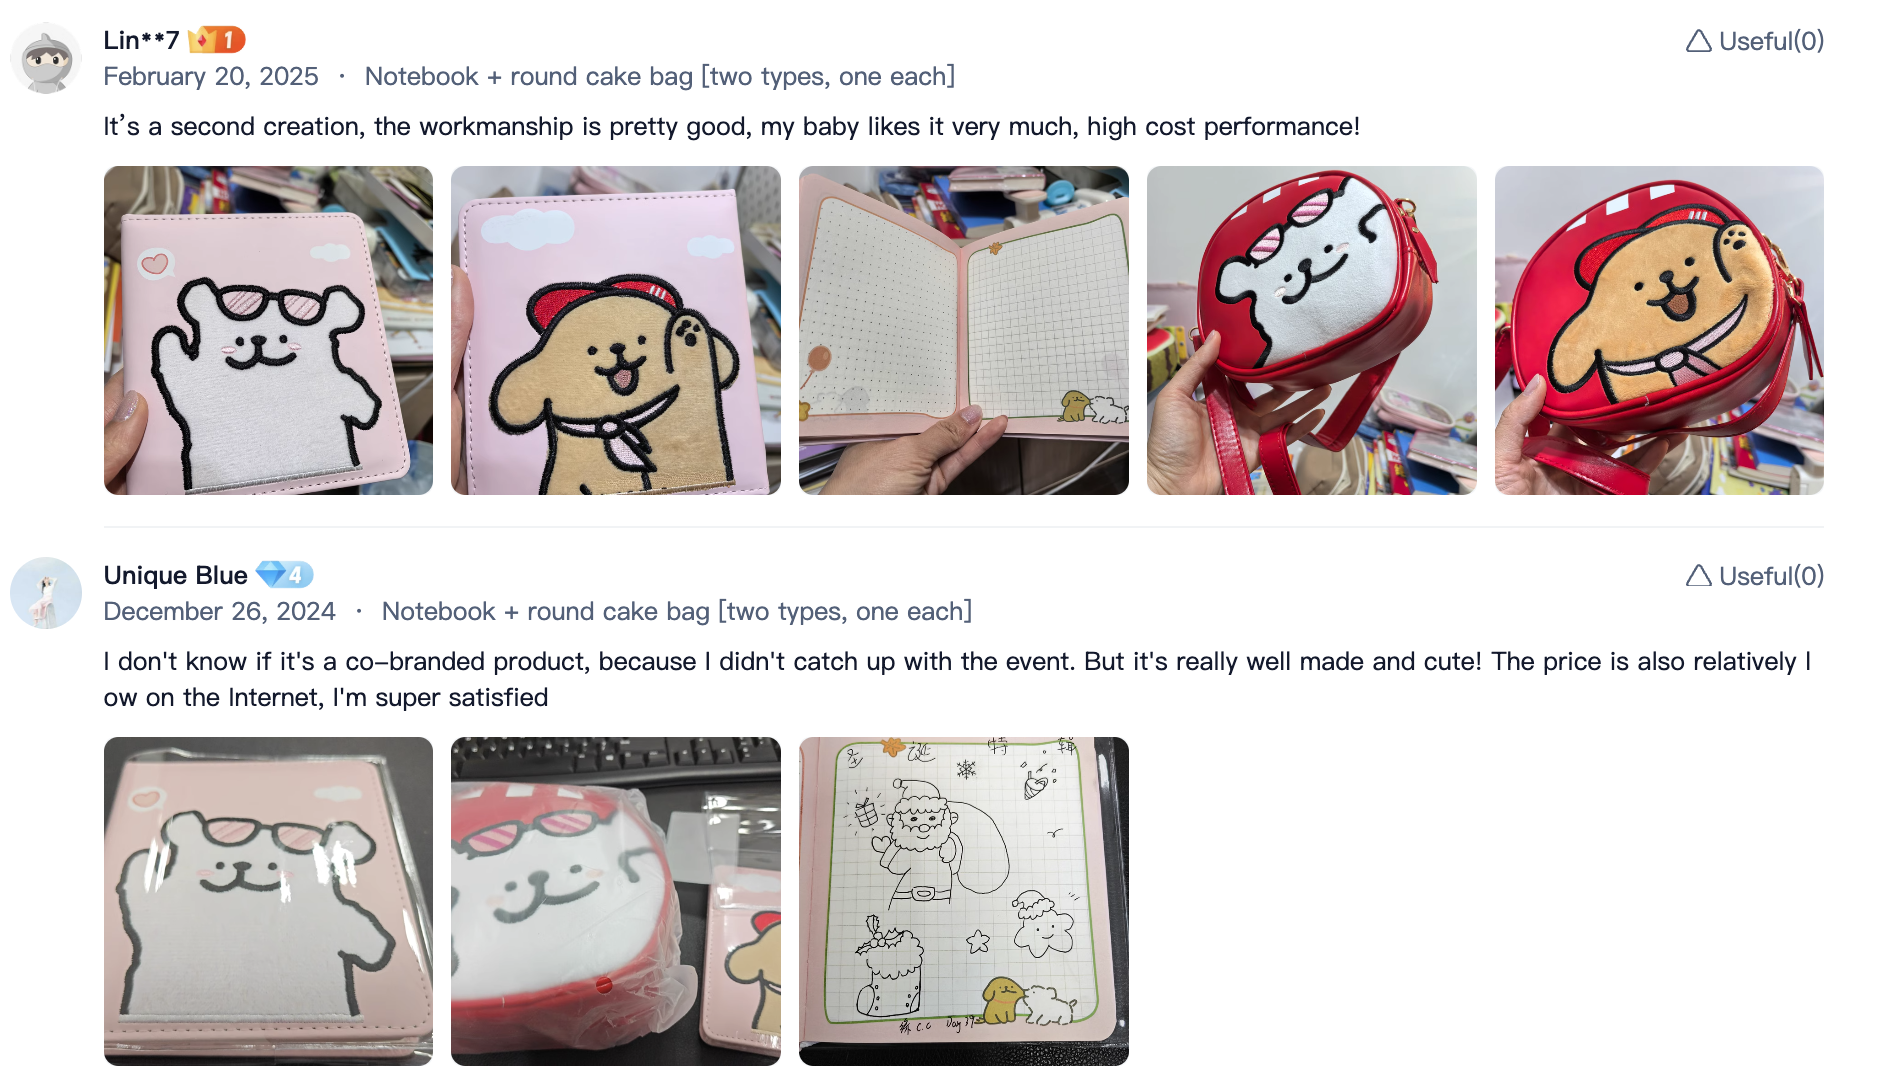 Lin**7 1
Useful(0)
February 20, 2025 · Notebook + round cake bag [two types, one each]
It's a second creation, the workmanship is pretty good, my baby likes it very much, high cost performance!
Unique Blue 4
Useful(0)
December 26, 2024 · Notebook + round cake bag [two types, one each]
I don't know if it's a co-branded product, because I didn't catch up with the event. But it's really well made and cute! The price is also relatively l
ow on the Internet, I'm super satisfied
诞 特 辑
C.C Day